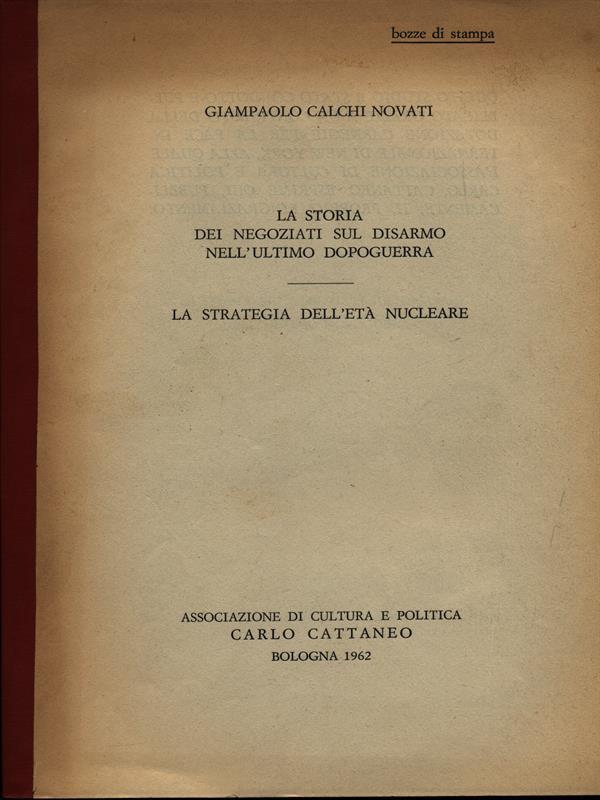 bozze di stampa
GIAMPAOLO CALCHI NOVATI
LA STORIA
DEI NEGOZIATI SUL DISARMO
NELL'ULTIMO DOPOGUERRA
LA STRATEGIA DELL'ETÀ NUCLEARE
ASSOCIAZIONE DI CULTURA E POLITICA
CARLO CATTANEO
BOLOGNA 1962